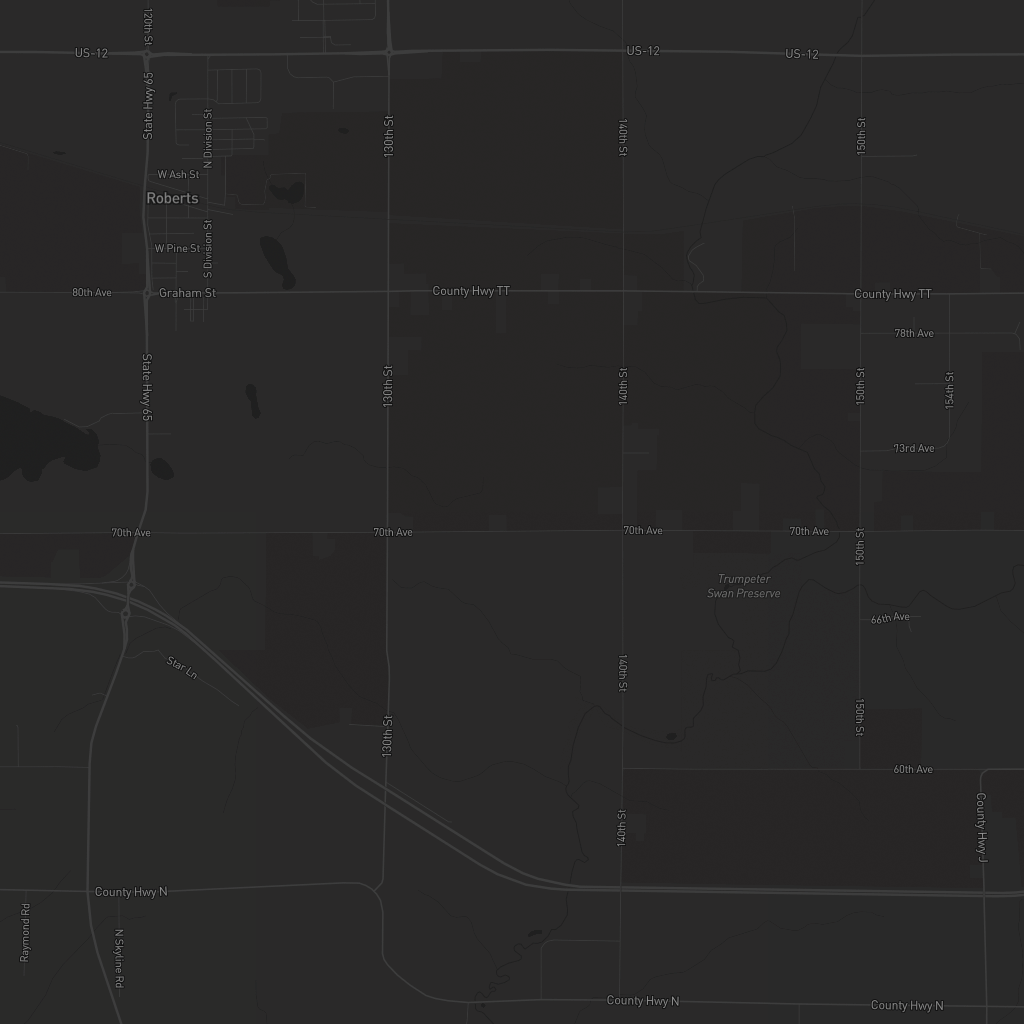 120th St
US-12
US-12
US-12
State Hwy 65
N Division St
130th St
140th St
150th St
W Ash St
Roberts
S Division St
W Pine St
80th Ave
Graham St
County Hwy TT
County Hwy TT
78th Ave
State Hwy 65
130th St
140th St
150th St
154th St
73rd Ave
70th Ave
70th Ave
70th Ave
70th Ave
150th St
Trumpeter
Swan Preserve
66th Ave
Star Ln
140th St
130th St
150th St
60th Ave
140th St
County Hwy J
County Hwy N
Raymond Rd
N Skyline Rd
County Hwy N
County Hwy N